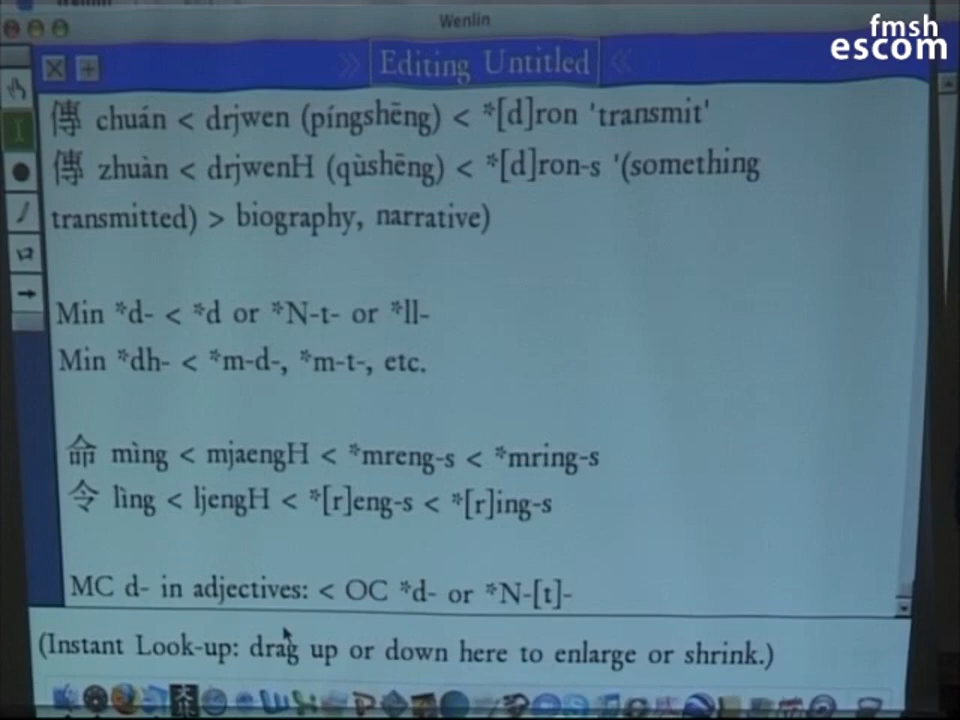 Wenlin
fmsh
escom
Editing Untitled
傳 chuán < drjwen (píngshēng) < *[d]ron 'transmit'
傳 zhuàn < drjwenH (qùshēng) < *[d]ron-s '(something
transmitted) > biography, narrative)
Min *d- < *d or *N-t- or *ll-
Min *dh- < *m-d-, *m-t-, etc.
命 mìng < mjaengH < *mreng-s < *mring-s
令 lìng < ljengH < *[r]eng-s < *[r]ing-s
MC d- in adjectives: < OC *d- or *N-[t]-
(Instant Look-up: drag up or down here to enlarge or shrink.)